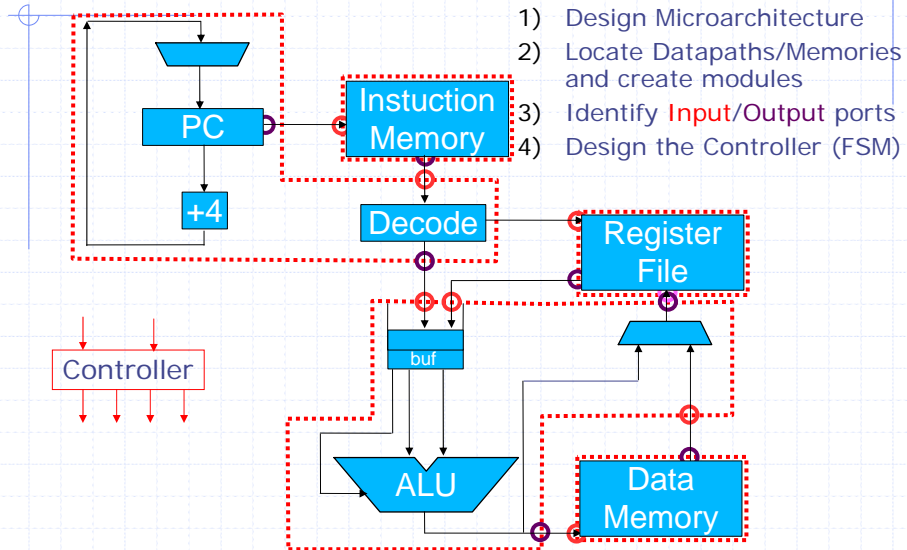 1) Design Microarchitecture
2) Locate Datapaths/Memories
and create modules
3) Identify Input/Output ports
4) Design the Controller (FSM)
Instuction
Memory
PC
+4
Decode
Register
File
buf
Controller
ALU
Data
Memory